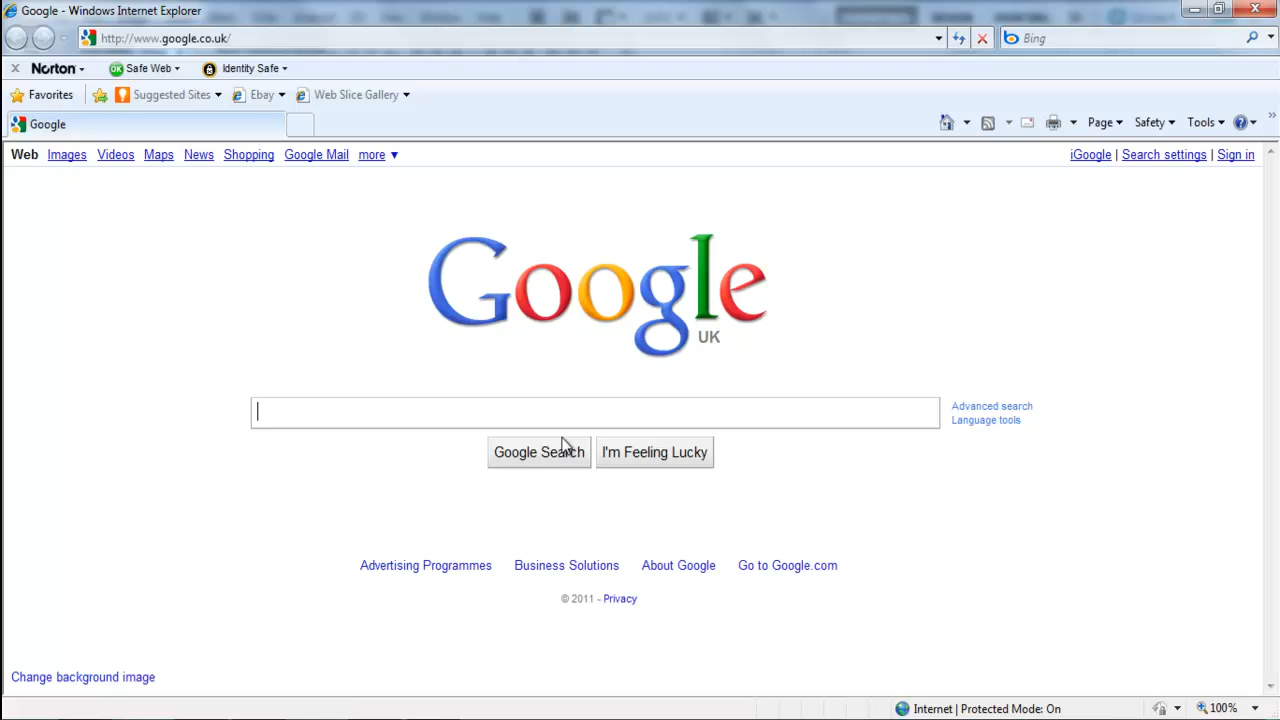 Google - Windows Internet Explorer
http://www.google.co.uk/
Bing
Norton
OK Safe Web
Identity Safe
Favorites
Suggested Sites
Ebay
Web Slice Gallery
Google
Page
Safety
Tools
Web Images Videos Maps News Shopping Google Mail more
iGoogle | Search settings | Sign in
Google
UK
Advanced search
Language tools
Google Search
I'm Feeling Lucky
Advertising Programmes
Business Solutions
About Google
Go to Google.com
© 2011 - Privacy
Change background image
Internet | Protected Mode: On
100%